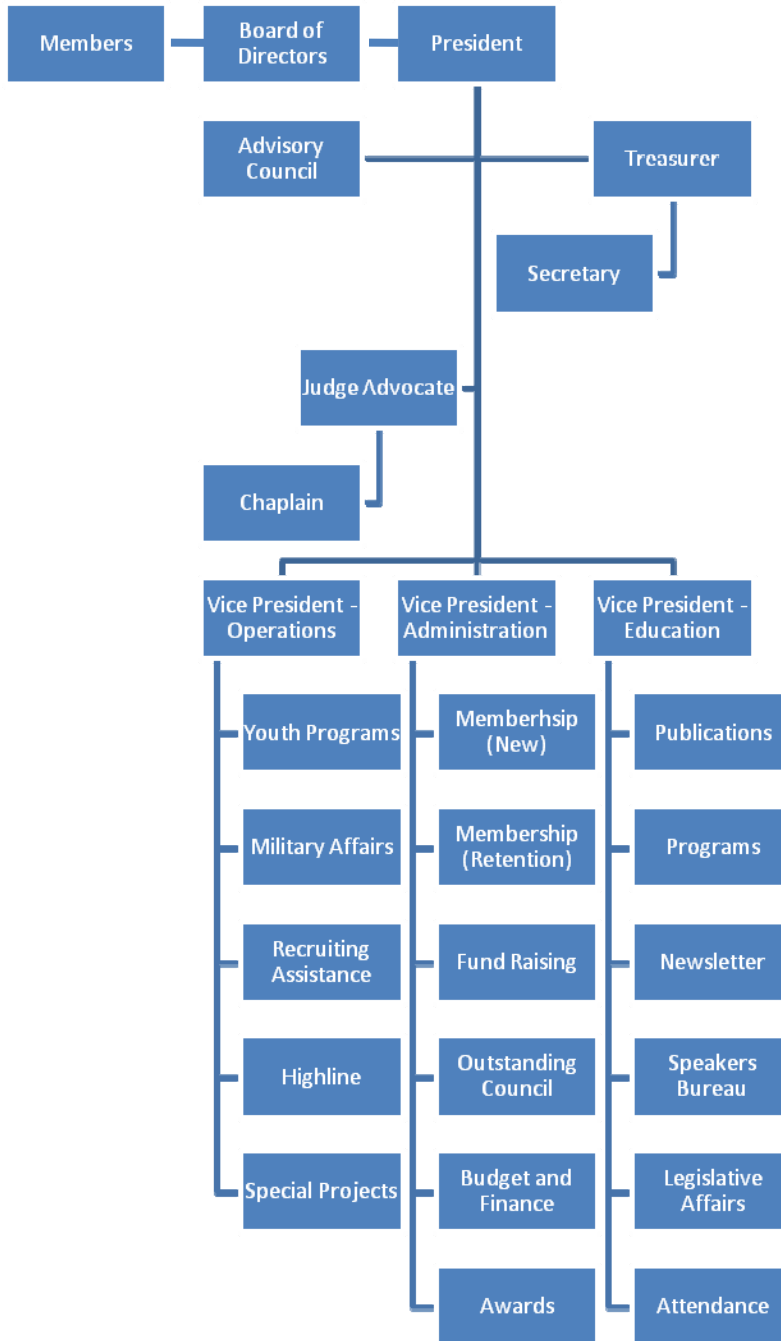 Members
Board of
Directors
President
Advisory
Council
Treasurer
Secretary
Judge Advocate
Chaplain
Vice President -
Operations
Vice President -
Administration
Vice President -
Education
Youth Programs
Memberhsip
(New)
Publications
Military Affairs
Membership
(Retention)
Programs
Recruiting
Assistance
Fund Raising
Newsletter
Highline
Outstanding
Council
Speakers
Bureau
Special Projects
Budget and
Finance
Legislative
Affairs
Awards
Attendance